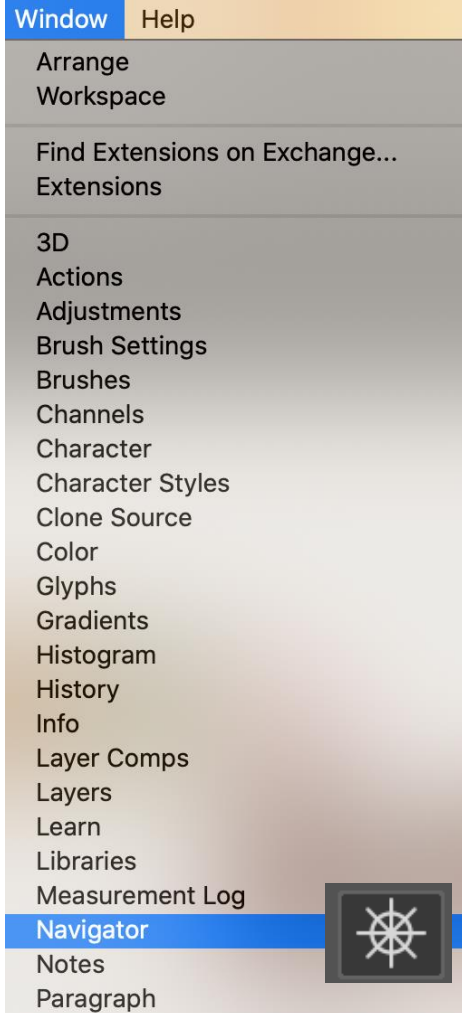 Window Help
Arrange
Workspace
Find Extensions on Exchange...
Extensions
3D
Actions
Adjustments
Brush Settings
Brushes
Channels
Character
Character Styles
Clone Source
Color
Glyphs
Gradients
Histogram
History
Info
Layer Comps
Layers
Learn
Libraries
Measurement Log
Navigator
Notes
Paragraph